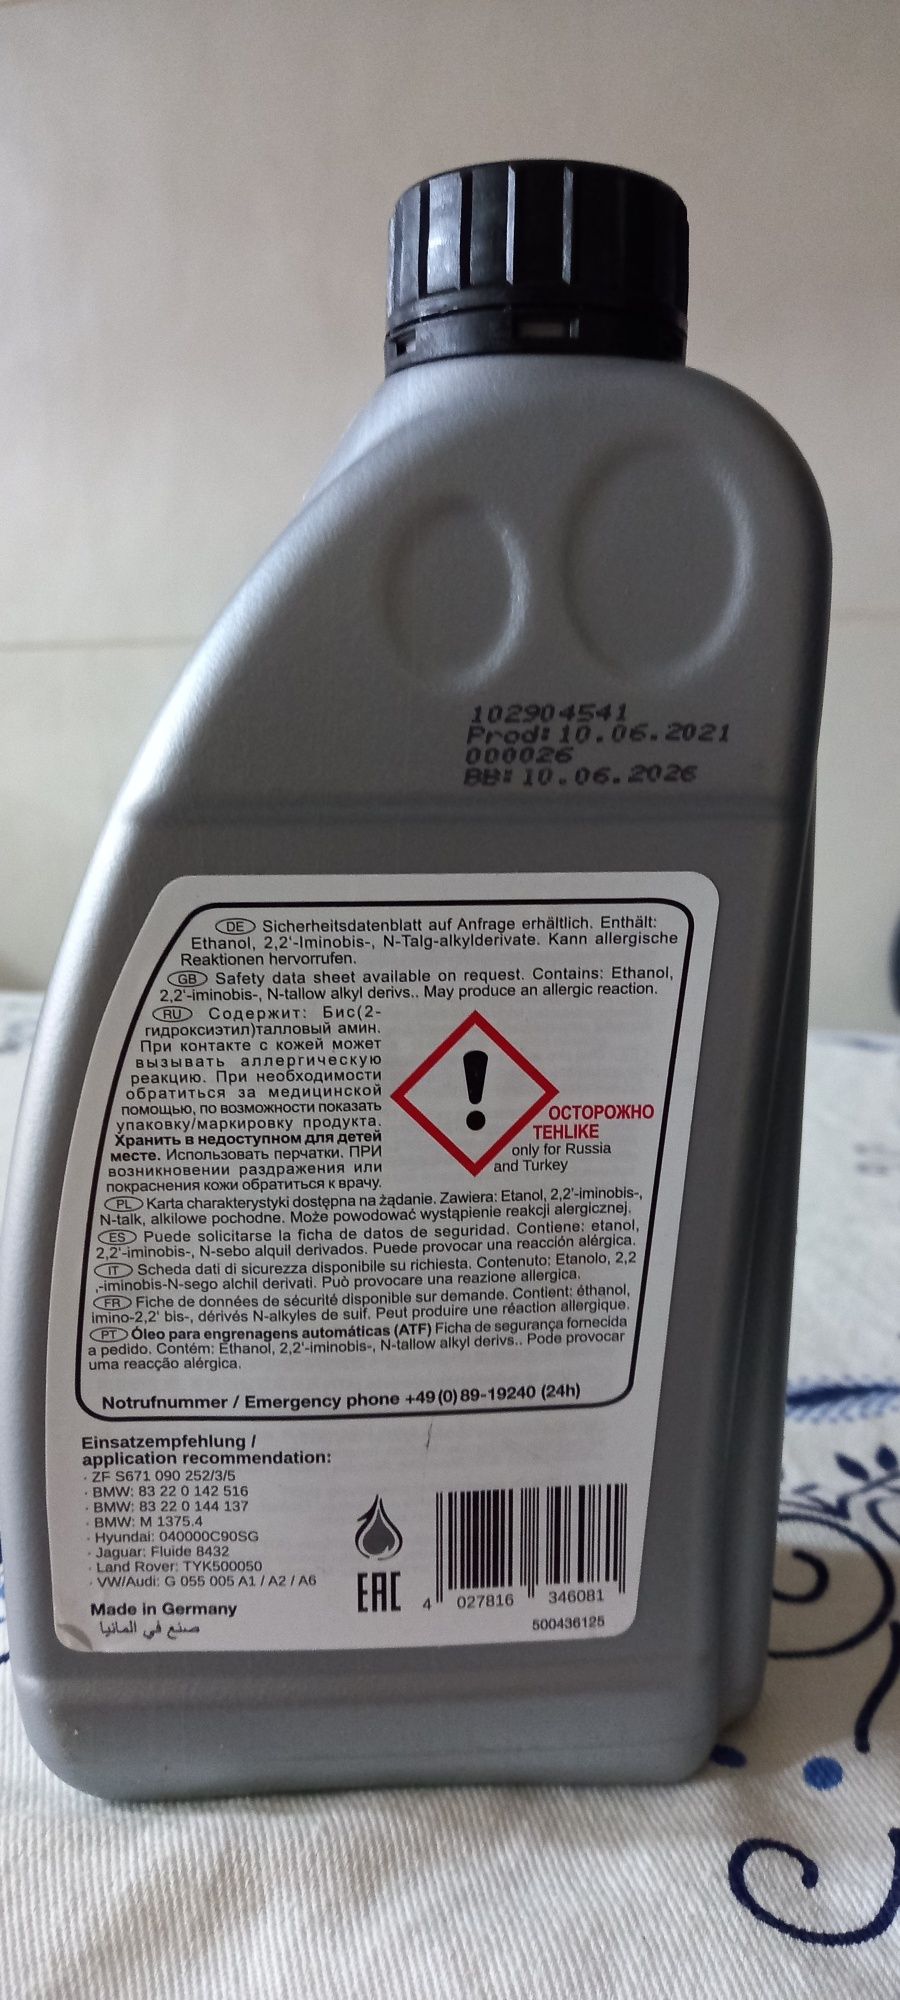 102904541
Prod: 10.06.2021
000026
BB: 10.06.2026
DE Sicherheitsdatenblatt auf Anfrage erhältlich. Enthält:
Ethanol, 2,2'-Iminobis-, N-Talg-alkylderivate. Kann allergische
Reaktionen hervorrufen.
GB Safety data sheet available on request. Contains: Ethanol,
2,2'-iminobis-, N-tallow alkyl derivs.. May produce an allergic reaction.
RU Содержит: Бис(2-
гидроксиэтил)талловый амин.
При контакте с кожей может
вызывать аллергическую
реакцию. При необходимости
обратиться за медицинской
помощью, по возможности показать
упаковку/маркировку продукта.
Хранить в недоступном для детей
месте. Использовать перчатки. ПРИ
возникновении раздражения или
покраснения кожи обратиться к врачу.
ОСТОРОЖНО
TEHLIKE
only for Russia
and Turkey
PL Karta charakterystyki dostępna na żądanie. Zawiera: Etanol, 2,2'-iminobis-,
N-talk, alkilowe pochodne. Może powodować wystąpienie reakcji alergicznej.
ES Puede solicitarse la ficha de datos de seguridad. Contiene: etanol,
2,2'-iminobis-, N-sebo alquil derivados. Puede provocar una reacción alérgica.
IT Scheda dati di sicurezza disponibile su richiesta. Contenuto: Etanolo, 2,2
,-iminobis-N-sego alchil derivati. Può provocare una reazione allergica.
FR Fiche de données de sécurité disponible sur demande. Contient: éthanol,
imino-2,2' bis-, dérivés N-alkyles de suif. Peut produire une réaction allergique.
PT Óleo para engrenagens automáticas (ATF) Ficha de segurança fornecida
a pedido. Contém: Ethanol, 2,2'-iminobis-, N-tallow alkyl derivs.. Pode provocar
uma reacção alérgica.
Notrufnummer / Emergency phone +49(0)89-19240 (24h)
Einsatzempfehlung /
application recommendation:
· ZF S671 090 252/3/5
· BMW: 83 22 0 142 516
· BMW: 83 22 0 144 137
· BMW: M 1375.4
· Hyundai: 040000C90SG
· Jaguar: Fluide 8432
· Land Rover: TYK500050
· VW/Audi: G 055 005 A1 / A2 / A6
Made in Germany
صنع في المانيا
EAC
4 027816 346081
500436125